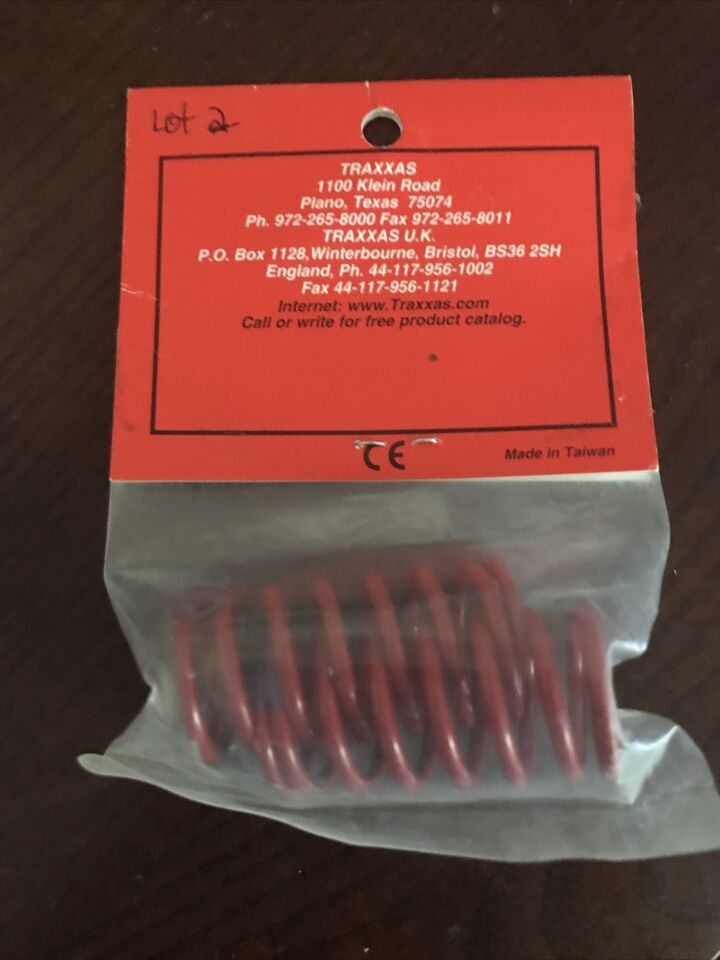 Lot 2
TRAXXAS
1100 Klein Road
Plano, Texas 75074
Ph. 972-265-8000 Fax 972-265-8011
TRAXXAS U.K.
P.O. Box 1128, Winterbourne, Bristol, BS36 2SH
England, Ph. 44-117-956-1002
Fax 44-117-956-1121
Internet: www.Traxxas.com
Call or write for free product catalog.
CE
Made in Taiwan